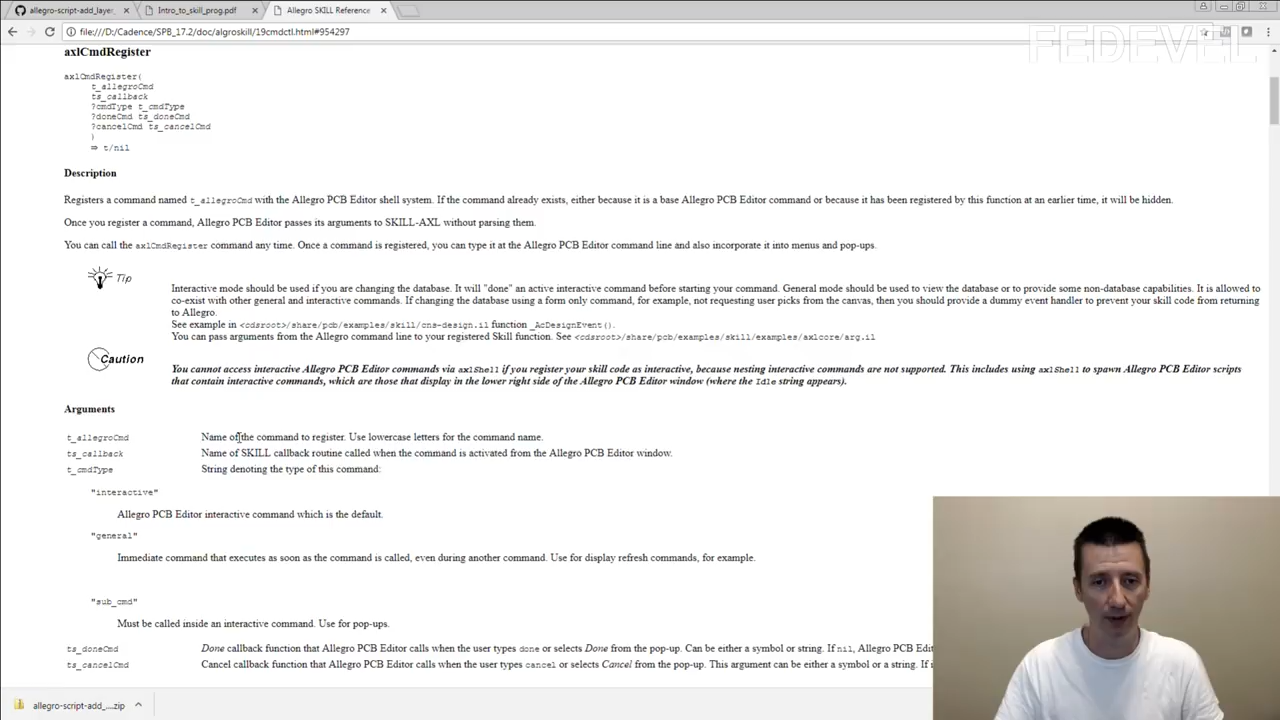 allegro-script-add_layer_
Intro_to_skill_prog.pdf
Allegro SKILL Reference
file:///D:/Cadence/SPB_17.2/doc/algroskill/19cmdctl.html#954297
FEDEVEL
axlCmdRegister
axlCmdRegister(
t_allegroCmd
ts_callback
?cmdType t_cmdType
?doneCmd ts_doneCmd
?cancelCmd ts_cancelCmd
)
⇒ t/nil
Description
Registers a command named t_allegroCmd with the Allegro PCB Editor shell system. If the command already exists, either because it is a base Allegro PCB Editor command or because it has been registered by this function at an earlier time, it will be hidden.
Once you register a command, Allegro PCB Editor passes its arguments to SKILL-AXL without parsing them.
You can call the axlCmdRegister command any time. Once a command is registered, you can type it at the Allegro PCB Editor command line and also incorporate it into menus and pop-ups.
Tip
Interactive mode should be used if you are changing the database. It will "done" an active interactive command before starting your command. General mode should be used to view the database or to provide some non-database capabilities. It is allowed to
co-exist with other general and interactive commands. If changing the database using a form only command, for example, not requesting user picks from the canvas, then you should provide a dummy event handler to prevent your skill code from returning
to Allegro.
See example in <cdsroot>/share/pcb/examples/skill/cns-design.il function _AcDesignEvent().
You can pass arguments from the Allegro command line to your registered Skill function. See <cdsroot>/share/pcb/examples/skill/examples/axlcore/arg.il
Caution
You cannot access interactive Allegro PCB Editor commands via axlShell if you register your skill code as interactive, because nesting interactive commands are not supported. This includes using axlShell to spawn Allegro PCB Editor scripts
that contain interactive commands, which are those that display in the lower right side of the Allegro PCB Editor window (where the Idle string appears).
Arguments
t_allegroCmd Name of the command to register. Use lowercase letters for the command name.
ts_callback Name of SKILL callback routine called when the command is activated from the Allegro PCB Editor window.
t_cmdType String denoting the type of this command:
"interactive"
Allegro PCB Editor interactive command which is the default.
"general"
Immediate command that executes as soon as the command is called, even during another command. Use for display refresh commands, for example.
"sub_cmd"
Must be called inside an interactive command. Use for pop-ups.
ts_doneCmd Done callback function that Allegro PCB Editor calls when the user types done or selects Done from the pop-up. Can be either a symbol or string. If nil, Allegro PCB Edit
ts_cancelCmd Cancel callback function that Allegro PCB Editor calls when the user types cancel or selects Cancel from the pop-up. This argument can be either a symbol or a string. If
allegro-script-add_....zip